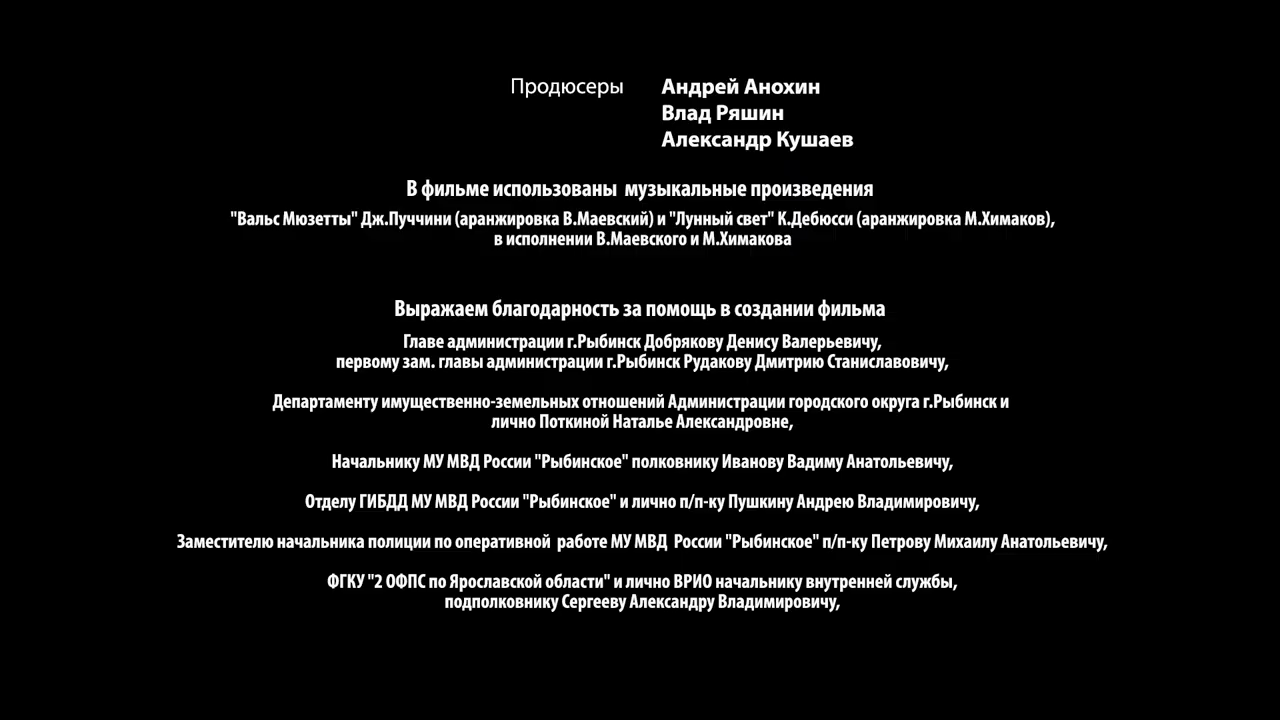 Продюсеры Андрей Анохин
Влад Ряшин
Александр Кушаев
В фильме использованы музыкальные произведения
"Вальс Мюзетты" Дж.Пуччини (аранжировка В.Маевский) и "Лунный свет" К.Дебюсси (аранжировка М.Химаков),
в исполнении В.Маевского и М.Химакова
Выражаем благодарность за помощь в создании фильма
Главе администрации г.Рыбинск Добрякову Денису Валерьевичу,
первому зам. главы администрации г.Рыбинск Рудакову Дмитрию Станиславовичу,
Департаменту имущественно-земельных отношений Администрации городского округа г.Рыбинск и
лично Поткиной Наталье Александровне,
Начальнику МУ МВД России "Рыбинское" полковнику Иванову Вадиму Анатольевичу,
Отделу ГИБДД МУ МВД России "Рыбинское" и лично п/п-ку Пушкину Андрею Владимировичу,
Заместителю начальника полиции по оперативной работе МУ МВД России "Рыбинское" п/п-ку Петрову Михаилу Анатольевичу,
ФГКУ "2 ОФПС по Ярославской области" и лично ВРИО начальнику внутренней службы,
подполковнику Сергееву Александру Владимировичу,